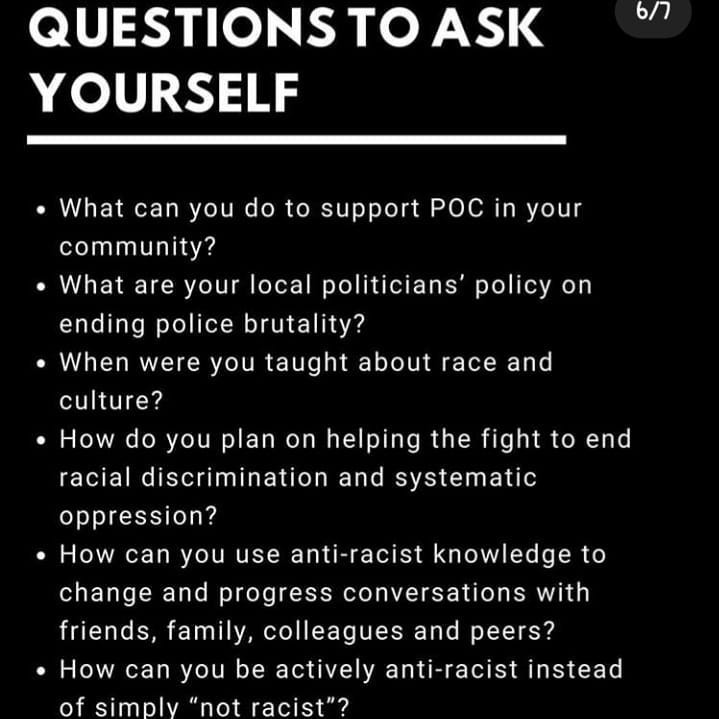 QUESTIONS TO ASK
6/7
YOURSELF
• What can you do to support POC in your
community?
• What are your local politicians’ policy on
ending police brutality?
• When were you taught about race and
culture?
• How do you plan on helping the fight to end
racial discrimination and systematic
oppression?
• How can you use anti-racist knowledge to
change and progress conversations with
friends, family, colleagues and peers?
• How can you be actively anti-racist instead
of simply “not racist”?